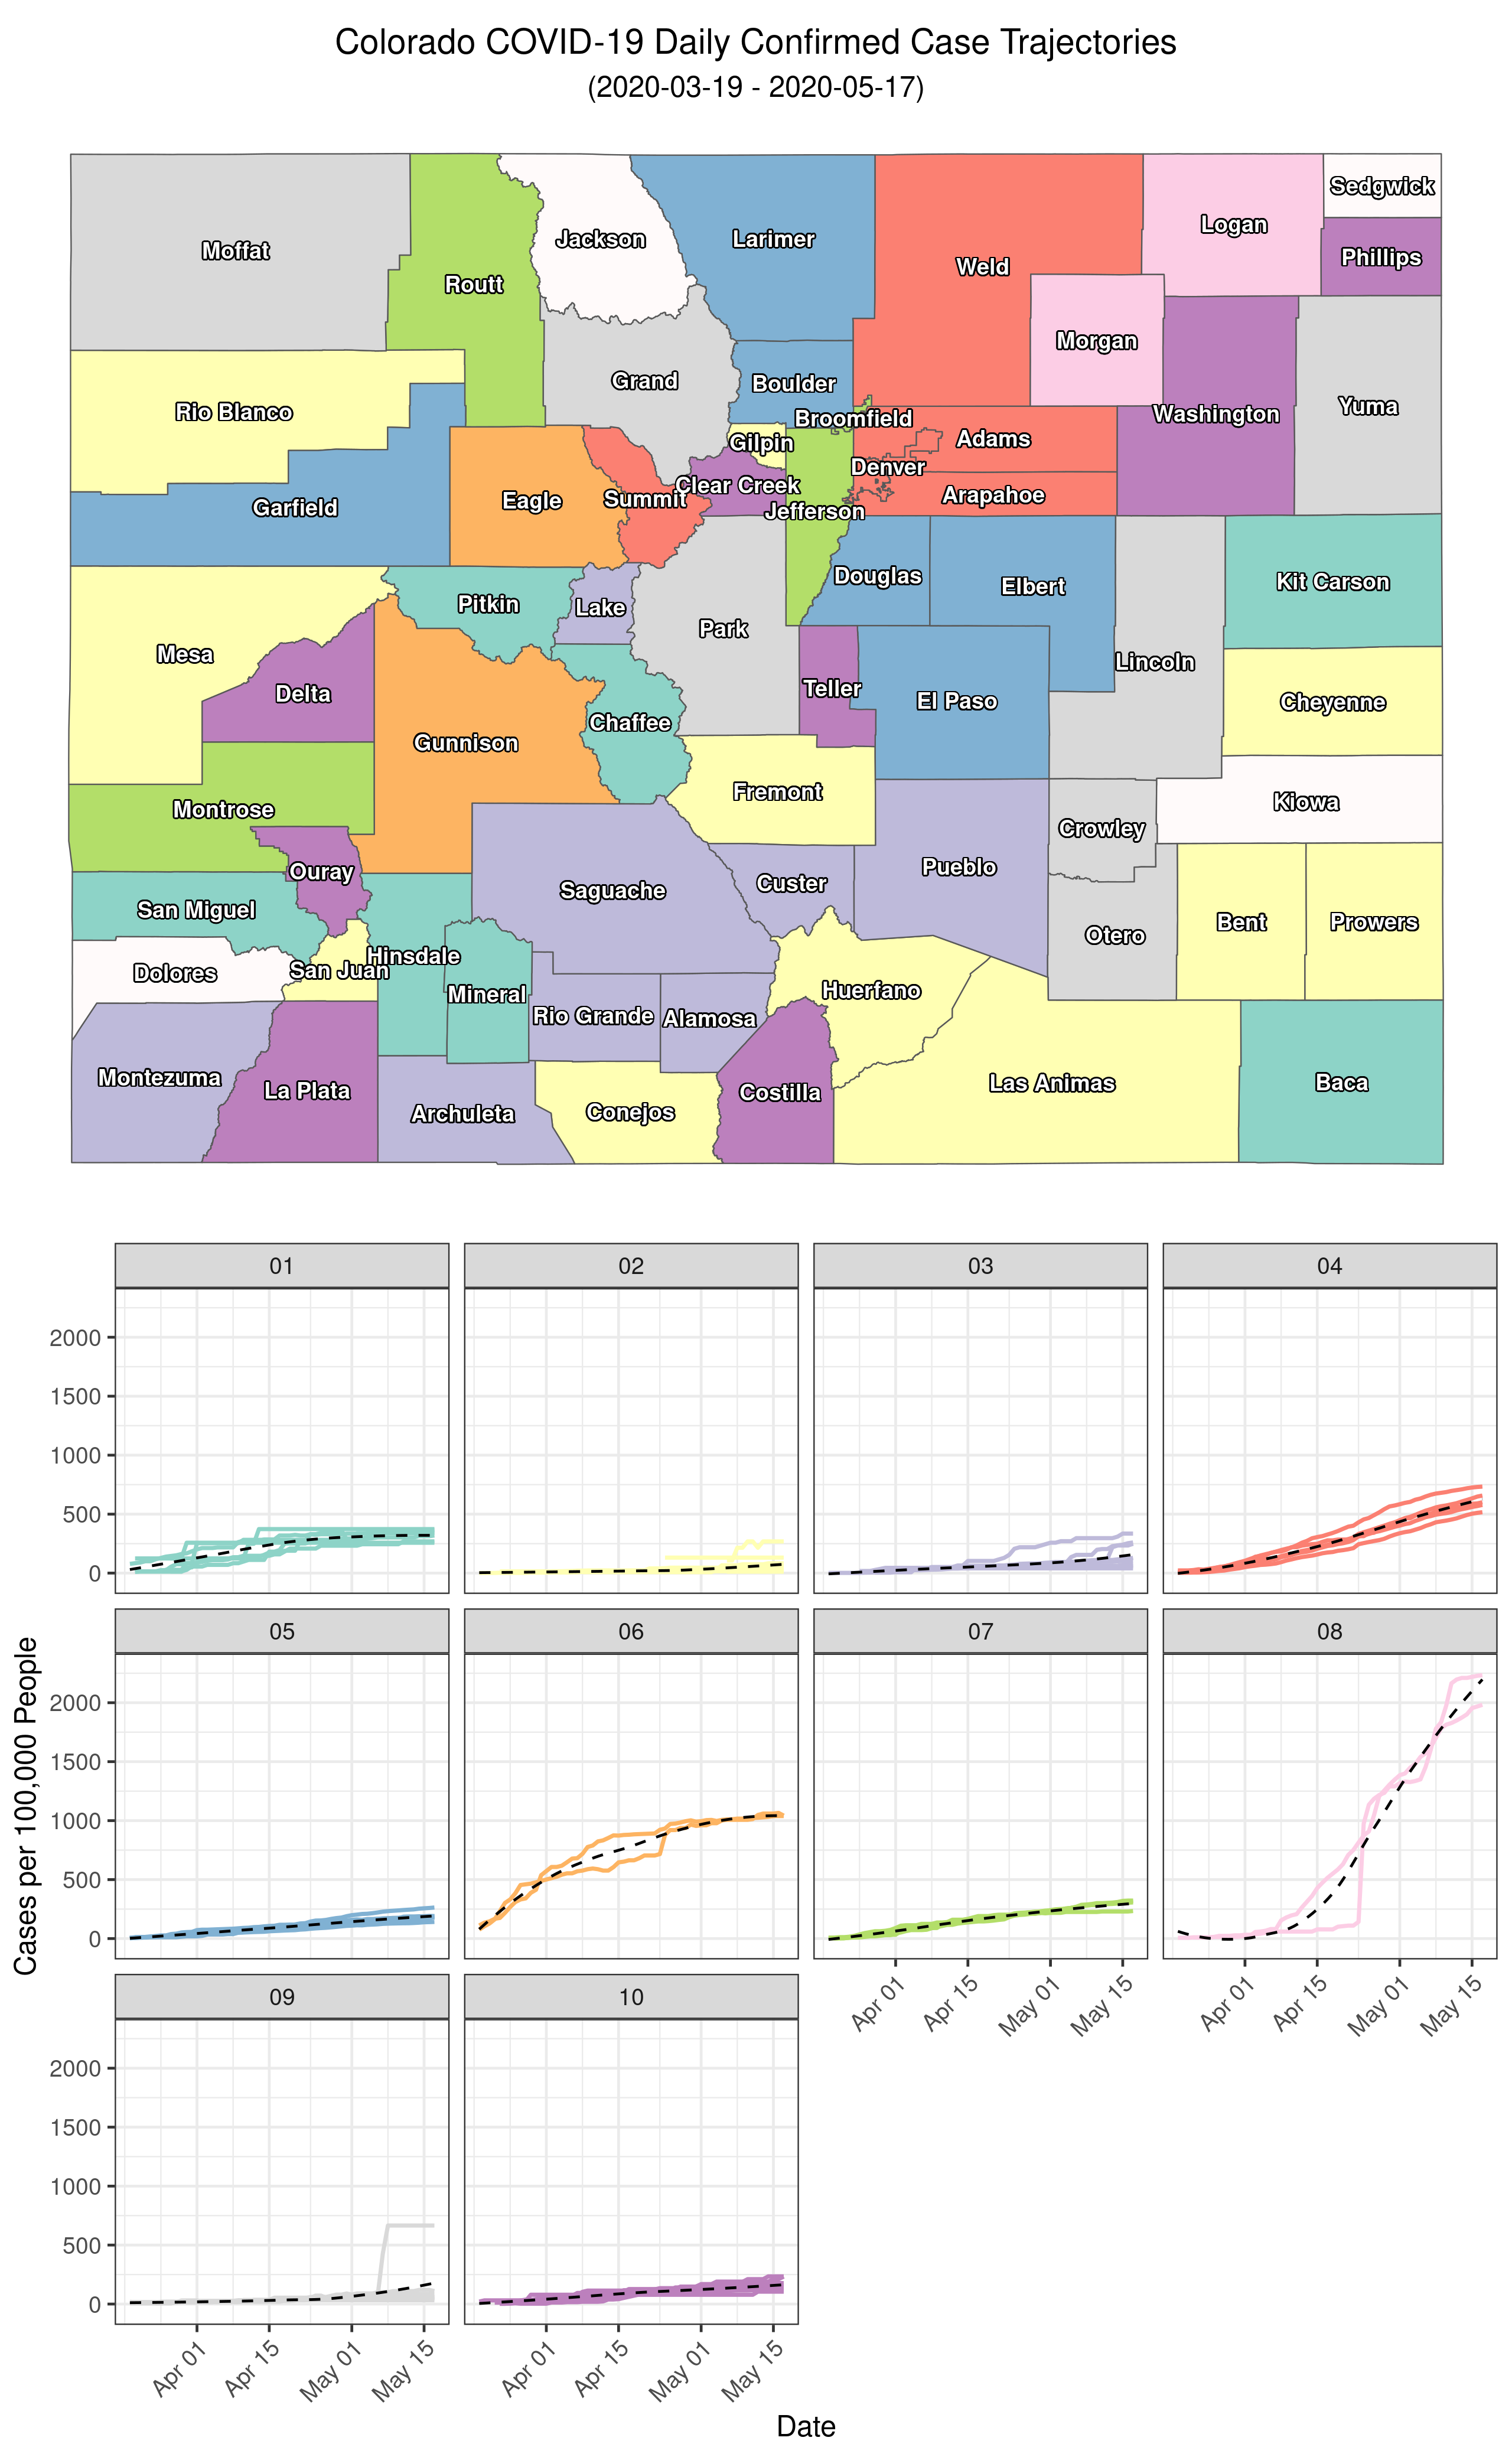 Colorado COVID-19 Daily Confirmed Case Trajectories
(2020-03-19 - 2020-05-17)
Sedgwick
Logan
Jackson
Larimer
Moffat
Phillips
Weld
Routt
Morgan
Grand
Boulder
Yuma
Rio Blanco
Washington
Broomfield
Adams
Gilpin
Denver
Clear Creek
Arapahoe
Summit
Eagle
Garfield
Jefferson
Douglas
Kit Carson
Elbert
Pitkin
Lake
Park
Mesa
Lincoln
Teller
Delta
El Paso
Cheyenne
Chaffee
Gunnison
Fremont
Kiowa
Montrose
Crowley
Pueblo
Ouray
Custer
Saguache
San Miguel
Bent
Prowers
Otero
Hinsdale
San Juan
Dolores
Huerfano
Mineral
Rio Grande
Alamosa
Montezuma
Las Animas
Baca
La Plata
Costilla
Conejos
Archuleta
01 02 03 04
2000
1500
1000
500
0
05 06 07 08
2000
1500
1000
500
0
Apr 01 Apr 15 May 01 May 15 Apr 01 Apr 15 May 01 May 15
09 10
2000
1500
1000
500
0
Apr 01 Apr 15 May 01 May 15 Apr 01 Apr 15 May 01 May 15
Cases per 100,000 People
Date